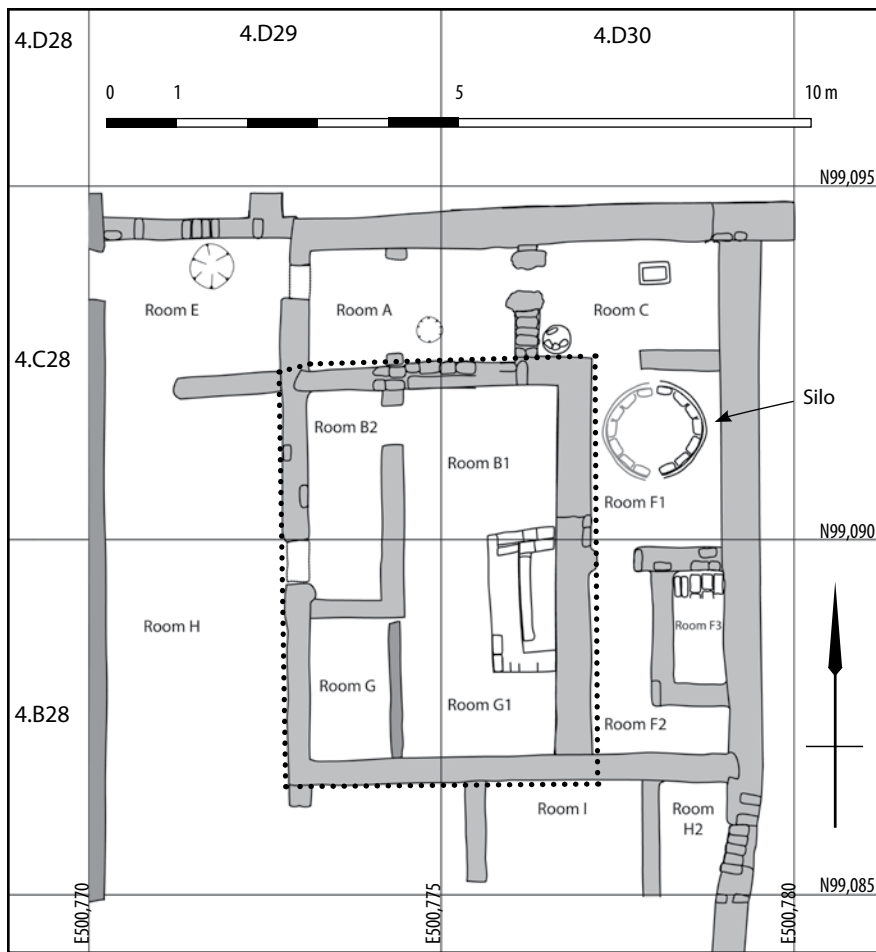 4.D28
4.D29
4.D30
0 1 5 10 m
N99,095
Room E
Room A
Room C
4.C28
Silo
Room B2
Room B1
Room F1
N99,090
Room H
Room F3
Room G
Room G1
4.B28
Room F2
Room I
Room
H2
N99,085
E500,770
E500,775
E500,780